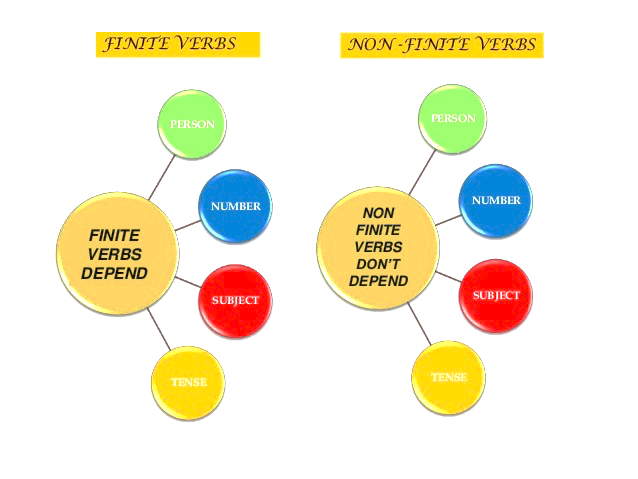 FINITE VERBS
PERSON
NUMBER
FINITE
VERBS
DEPEND
SUBJECT
TENSE
NON -FINITE VERBS
PERSON
NUMBER
NON
FINITE
VERBS
DON'T
DEPEND
SUBJECT
TENSE